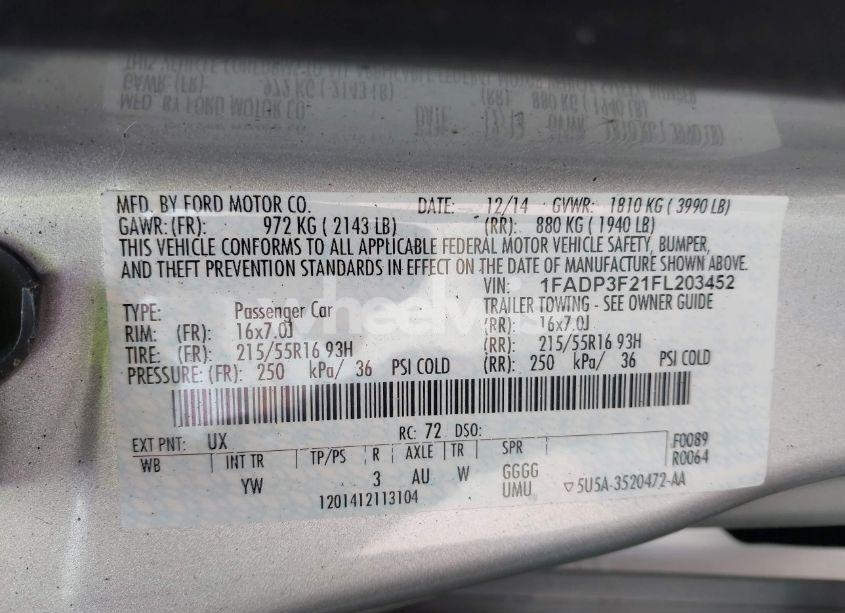 MFD. BY FORD MOTOR CO. DATE: 12/14 GVWR: 1810 KG ( 3990 LB)
GAWR: (FR): 972 KG ( 2143 LB) (RR): 880 KG ( 1940 LB)
THIS VEHICLE CONFORMS TO ALL APPLICABLE FEDERAL MOTOR VEHICLE SAFETY, BUMPER,
AND THEFT PREVENTION STANDARDS IN EFFECT ON THE DATE OF MANUFACTURE SHOWN ABOVE.
VIN: 1FADP3F21FL203452
TYPE: Passenger Car TRAILER TOWING - SEE OWNER GUIDE
RIM: (FR): 16x7.0J (RR): 16x7.0J
TIRE: (FR): 215/55R16 93H (RR): 215/55R16 93H
PRESSURE: (FR): 250 kPa/ 36 PSI COLD (RR): 250 kPa/ 36 PSI COLD
EXT PNT: UX RC: 72 DSO: F0089
WB INT TR TP/PS R AXLE TR SPR R0064
YW 3 AU W GGGG
1201412113104 UMU ▽5U5A-3520472-AA